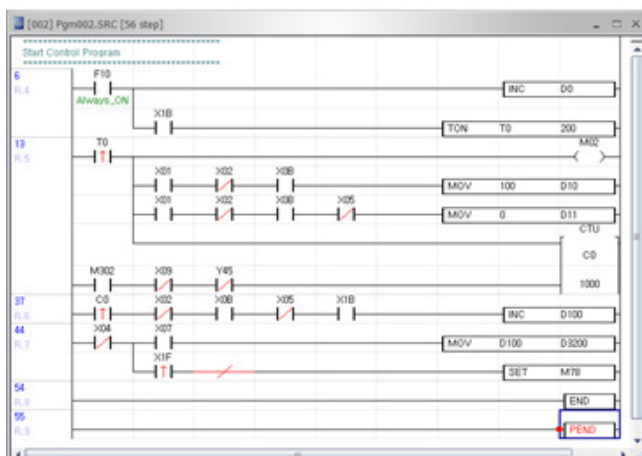 [002] Pgm002.SRC [56 step]
Start Control Program
6 F10
R.4 INC D0
Always_ON
X1B
TON T0 200
13 T0 M02
R.5
X01 X02 X0B
MOV 100 D10
X01 X02 X0B X05
MOV 0 D11
CTU
C0
M302 X09 Y45
1000
37 C0 X02 X0B X05 X1B
R.6 INC D100
44 X04 X07
R.7 MOV D100 D3200
X1F
SET M78
54
R.8 END
55
R.9 PEND